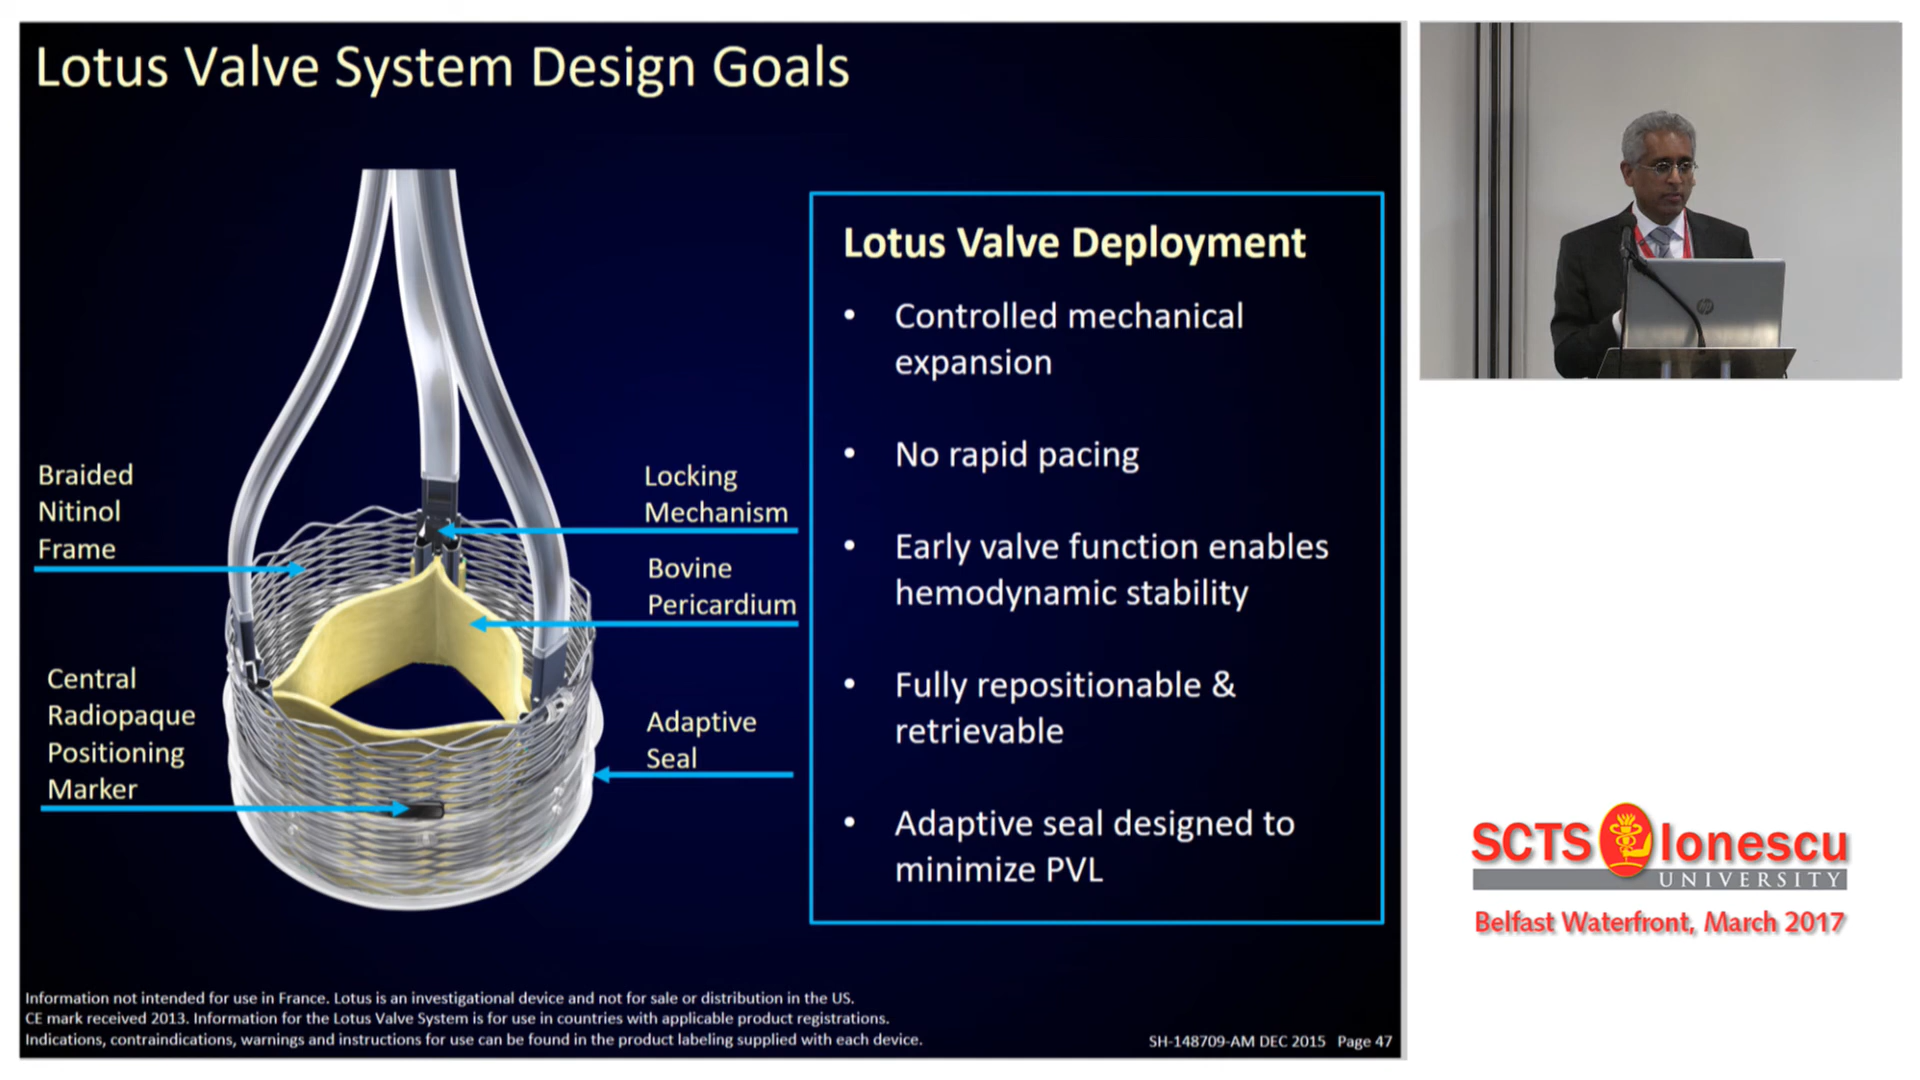 Lotus Valve System Design Goals
Braided
Nitinol
Frame
Central
Radiopaque
Positioning
Marker
Locking
Mechanism
Bovine
Pericardium
Adaptive
Seal
Lotus Valve Deployment
• Controlled mechanical
expansion
• No rapid pacing
• Early valve function enables
hemodynamic stability
• Fully repositionable &
retrievable
• Adaptive seal designed to
minimize PVL
Information not intended for use in France. Lotus is an investigational device and not for sale or distribution in the US.
CE mark received 2013. Information for the Lotus Valve System is for use in countries with applicable product registrations.
Indications, contraindications, warnings and instructions for use can be found in the product labeling supplied with each device.
SH-148709-AM DEC 2015 Page 47
hp
SCTS Ionescu
UNIVERSITY
Belfast Waterfront, March 2017